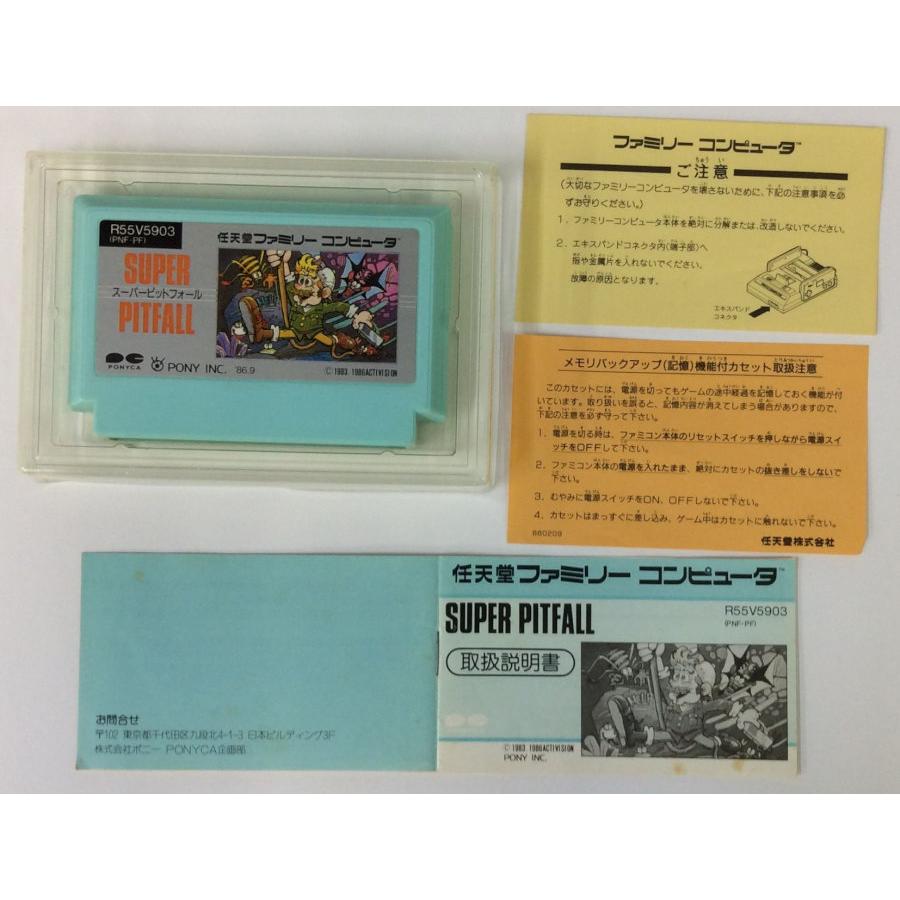 R55V5903
(PNF-PF)
任天堂 ファミリー コンピュータ™
SUPER
スーパーピットフォール
PITFALL
PONYCA
PONY INC. '86.9
© 1983, 1986 ACTIVISION
ファミリー コンピュータ™
ご注意
(大切なファミリーコンピュータを壊さないために、下記の注意事項を必
ずお守りください。)
1. ファミリーコンピュータ本体を絶対に分解または、改造しないでください。
2. エキスパンドコネクタ内(端子部)へ
指や金属片を入れないでください。
故障の原因となります。
エキスパンド
コネクタ
メモリバックアップ(記憶)機能付カセット取扱注意
このカセットには、電源を切ってもゲームの途中経過を記憶しておく機能が付
いています。取り扱いを誤ると、記憶内容が消えてしまう場合がありますので、
下記の注意を必ず守って下さい。
1. 電源を切る時は、ファミコン本体のリセットスイッチを押しながら電源スイ
ッチをOFFして下さい。
2. ファミコン本体の電源を入れたまま、絶対にカセットの抜き差しをしないで
下さい。
3. むやみに電源スイッチをON、OFFしないで下さい。
4. カセットはまっすぐに差し込み、ゲーム中はカセットに触れないで下さい。
860209
任天堂株式会社
お問合せ
〒102 東京都千代田区九段北4-1-3 日本ビルディング3F
株式会社ポニー PONYCA企画部
任天堂 ファミリー コンピュータ™
SUPER PITFALL
R55V5903
(PNF-PF)
取扱説明書
© 1983, 1986 ACTIVISION
PONY INC.